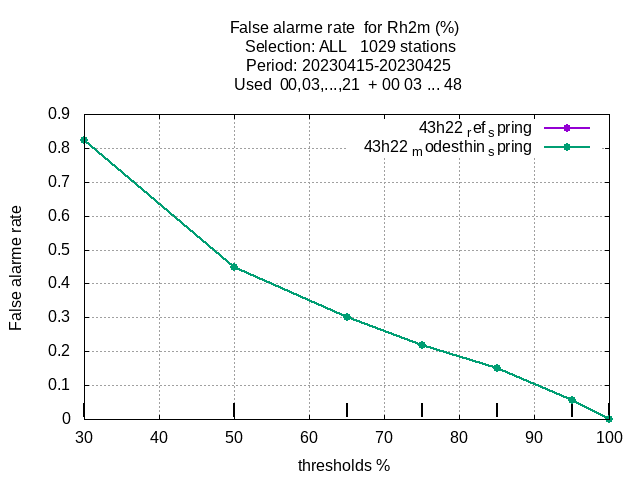 False alarme rate  for Rh2m (%)
Selection: ALL   1029 stations
Period: 20230415-20230425
Used  00,03,...,21  + 00 03 ... 48
43h22 ref spring
43h22 modesthin spring
0.9
0.8
0.7
0.6
0.5
0.4
0.3
0.2
0.1
0
False alarme rate
30 40 50 60 70 80 90 100
thresholds %